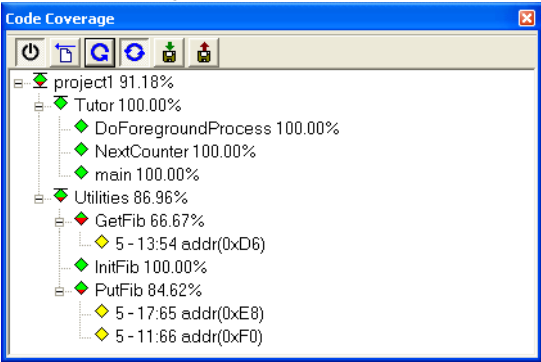 Code Coverage
project1 91.18%
Tutor 100.00%
DoForegroundProcess 100.00%
NextCounter 100.00%
main 100.00%
Utilities 86.96%
GetFib 66.67%
5 - 13:54 addr(0xD6)
InitFib 100.00%
PutFib 84.62%
5 - 17:65 addr(0xE8)
5 - 11:66 addr(0xF0)